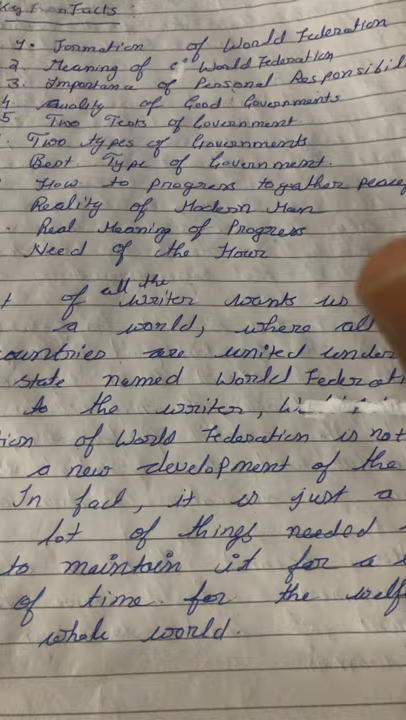 Key Facts:
1. Formation of World Federation
2. Meaning of World Federation
3. Importance of Personal Responsibil
4. Quality of Good Governments
5. Two Tests of Government
Two types of Governments
Best Type of Government.
How to progress togather peace
Reality of Modern Man
Real Meaning of Progress
Need of the Hour
of all the writer wants us
a world, where all
ountries are united under
state named World Federati
to the writer,
ion of World Federation is not
a new development of the
In fact, it is just a
lot of things needed
to maintain it for a
of time for the welf
whole world.